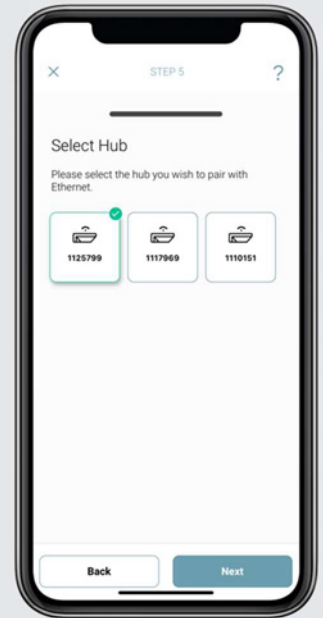 STEP 5
?
Select Hub
Please select the hub you wish to pair with
Ethernet.
1125799 1117969 1110151
Back Next